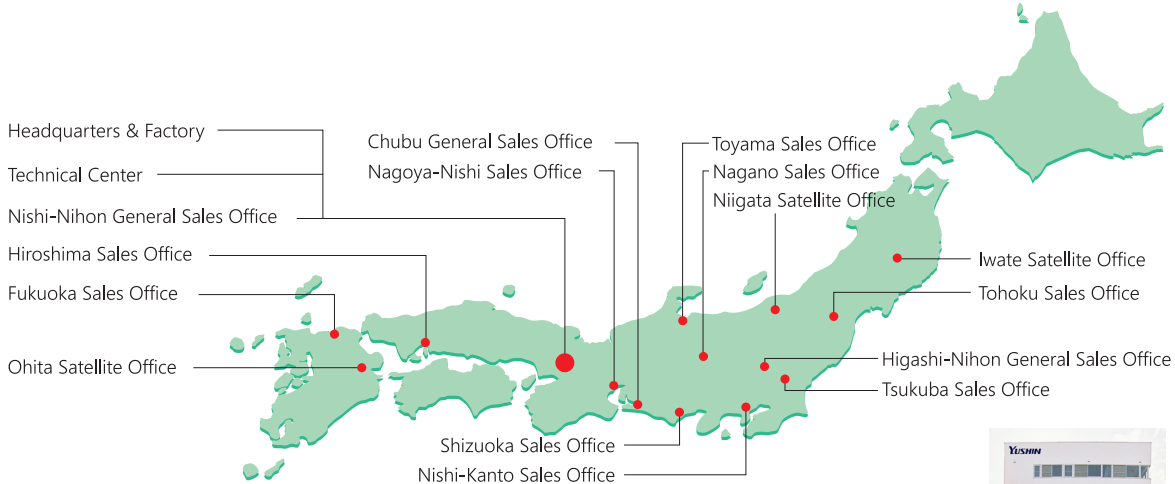 Headquarters & Factory
Technical Center
Nishi-Nihon General Sales Office
Hiroshima Sales Office
Fukuoka Sales Office
Ohita Satellite Office
Chubu General Sales Office
Nagoya-Nishi Sales Office
Toyama Sales Office
Nagano Sales Office
Niigata Satellite Office
Iwate Satellite Office
Tohoku Sales Office
Higashi-Nihon General Sales Office
Tsukuba Sales Office
Shizuoka Sales Office
Nishi-Kanto Sales Office
YUSHIN